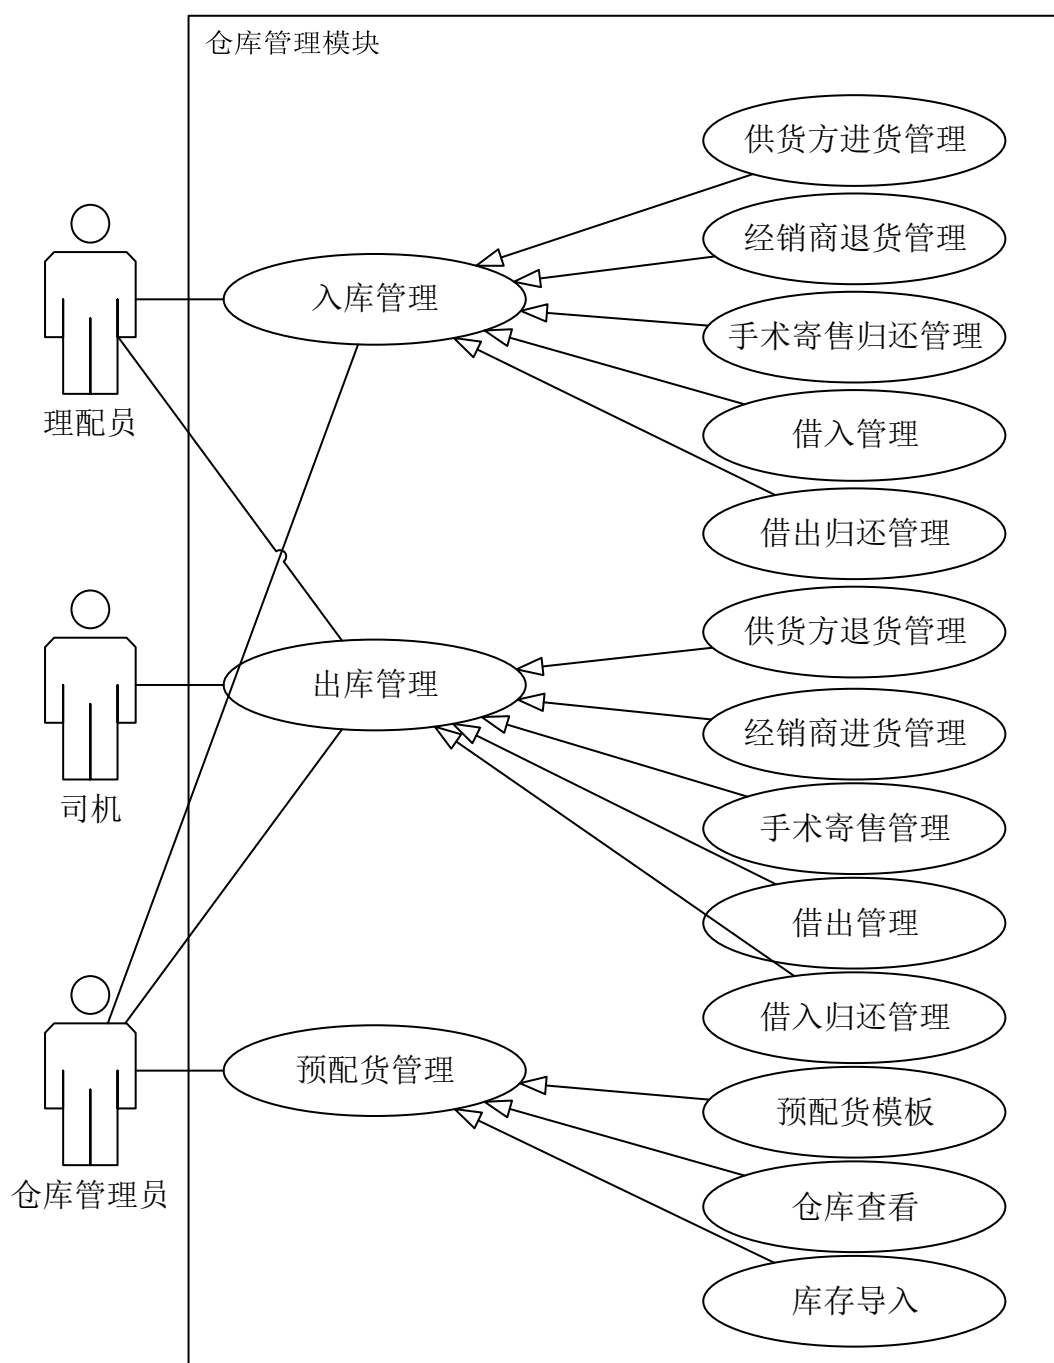 仓库管理模块
供货方进货管理
经销商退货管理
入库管理
手术寄售归还管理
理配员
借入管理
借出归还管理
供货方退货管理
出库管理
经销商进货管理
司机
手术寄售管理
借出管理
借入归还管理
预配货管理
预配货模板
仓库管理员
仓库查看
库存导入